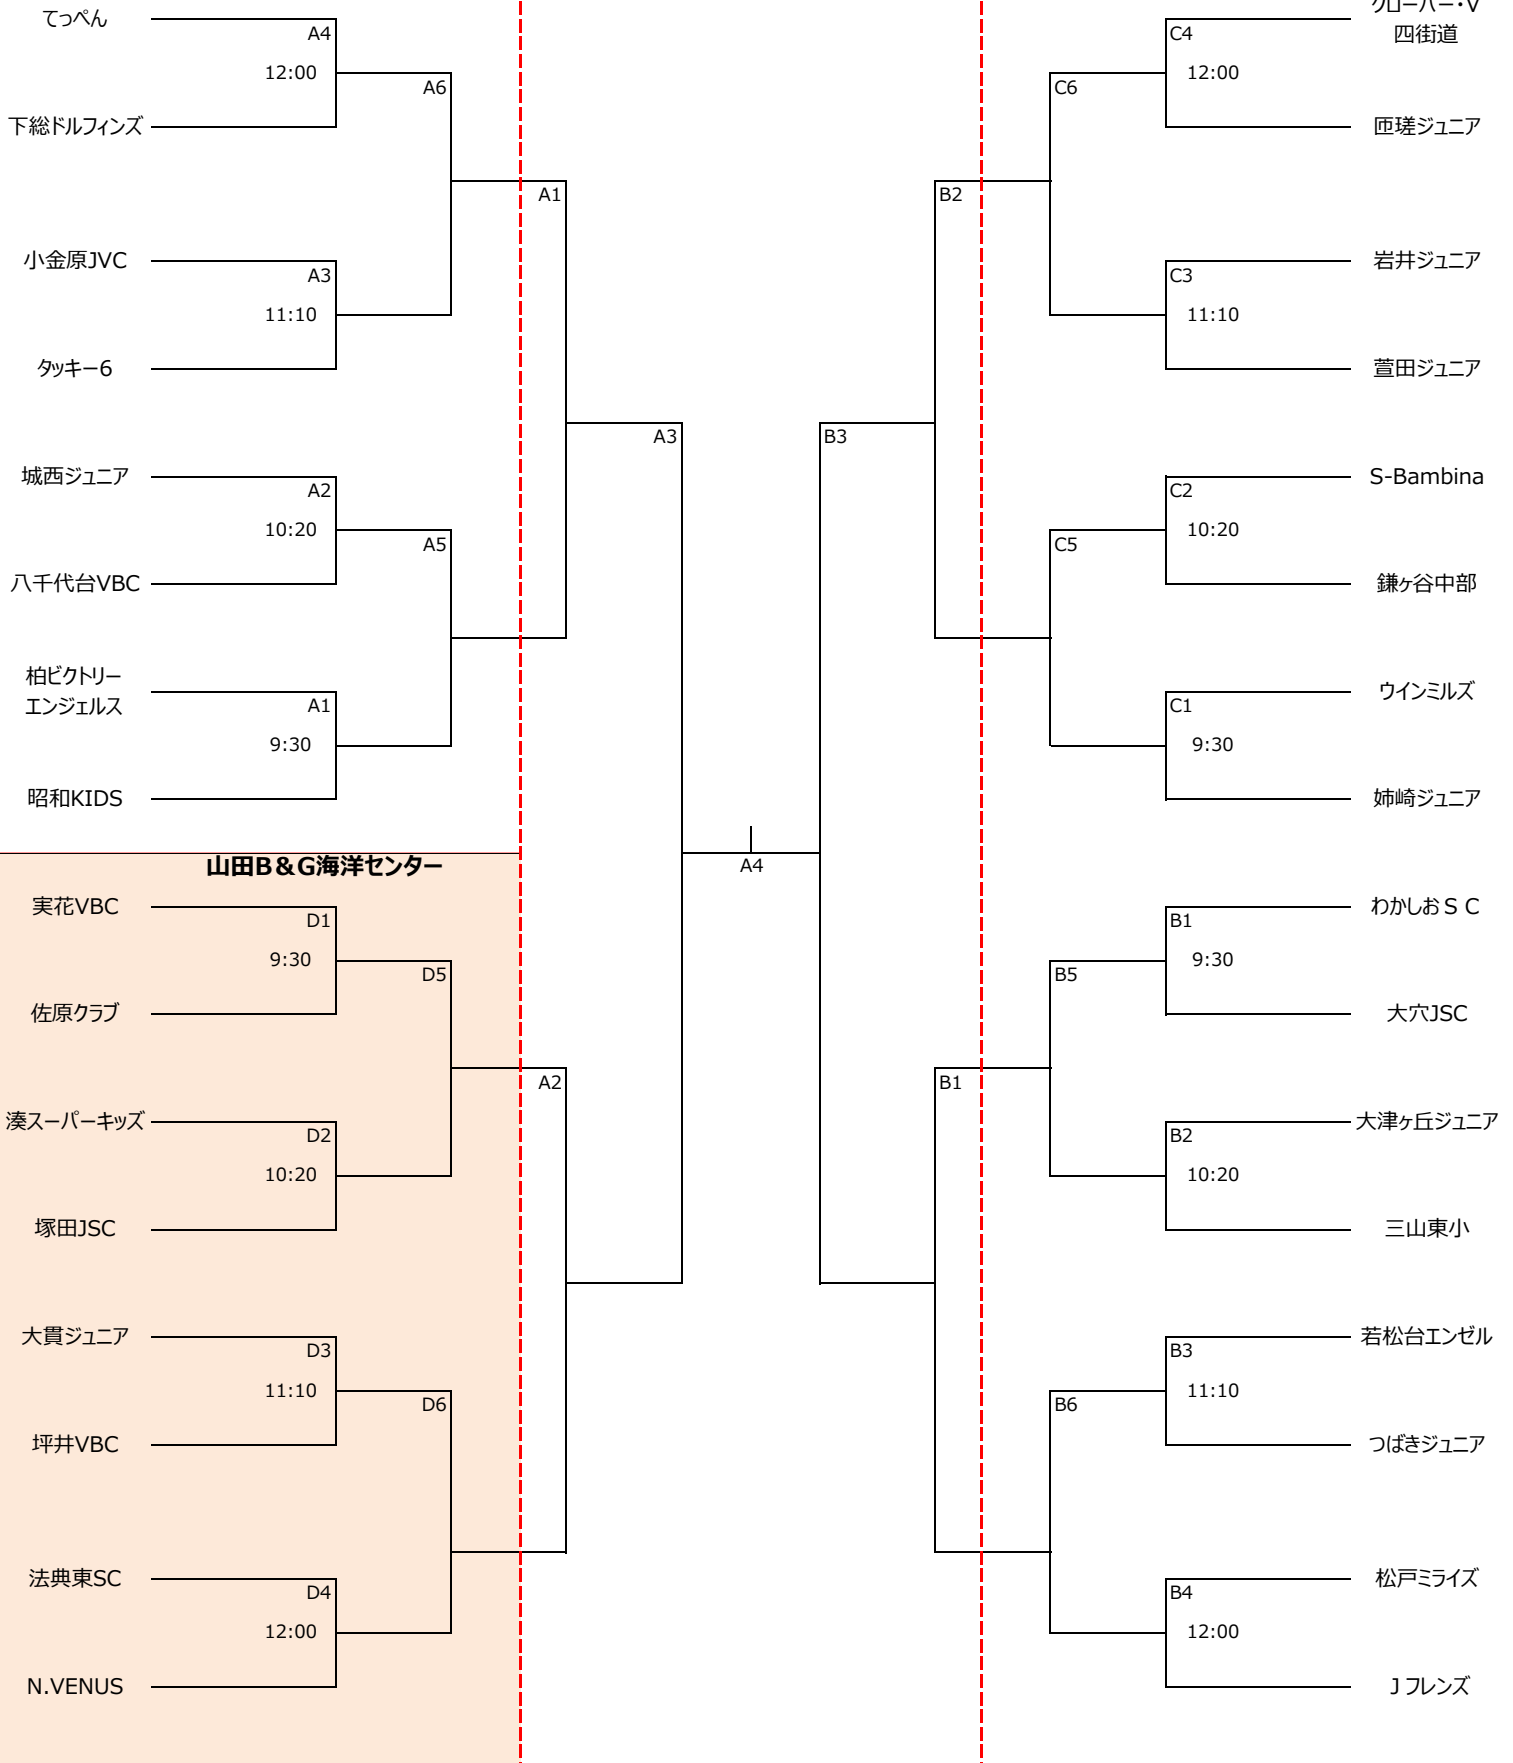 てっぺん
A4
12:00
A6
下総ドルフィンズ
A1
小金原JVC
A3
11:10
タッキー6
A3
城西ジュニア
A2
10:20
A5
八千代台VBC
柏ビクトリー
エンジェルス
A1
9:30
昭和KIDS
山田B&G海洋センター
実花VBC
D1
9:30
D5
佐原クラブ
A2
湊スーパーキッズ
D2
10:20
塚田JSC
大貫ジュニア
D3
11:10
D6
坪井VBC
法典東SC
D4
12:00
N.VENUS
A4
クローバー・V
四街道
C4
12:00
C6
匝瑳ジュニア
B2
岩井ジュニア
C3
11:10
萱田ジュニア
B3
S-Bambina
C2
10:20
C5
鎌ヶ谷中部
ウインミルズ
C1
9:30
姉崎ジュニア
わかしおSC
B1
9:30
B5
大穴JSC
B1
大津ヶ丘ジュニア
B2
10:20
三山東小
若松台エンゼル
B3
11:10
B6
つばきジュニア
松戸ミライズ
B4
12:00
Jフレンズ